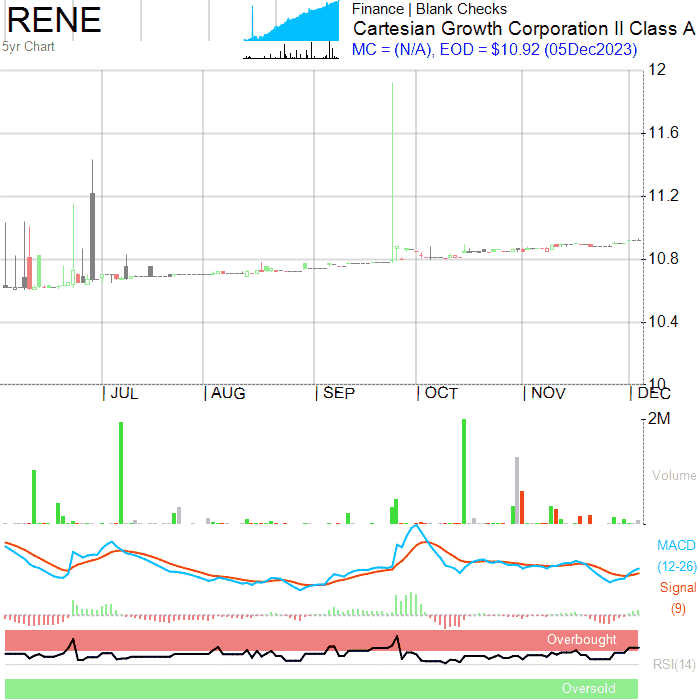 RENE
5yr Chart
Finance | Blank Checks
Cartesian Growth Corporation II Class A
MC = (N/A), EOD = $10.92 (05Dec2023)
12
11.6
11.2
10.8
10.4
10
| JUL | AUG | SEP | OCT | NOV | DEC
2M
Volume
MACD
(12-26)
Signal
(9)
Overbought
RSI(14)
Oversold